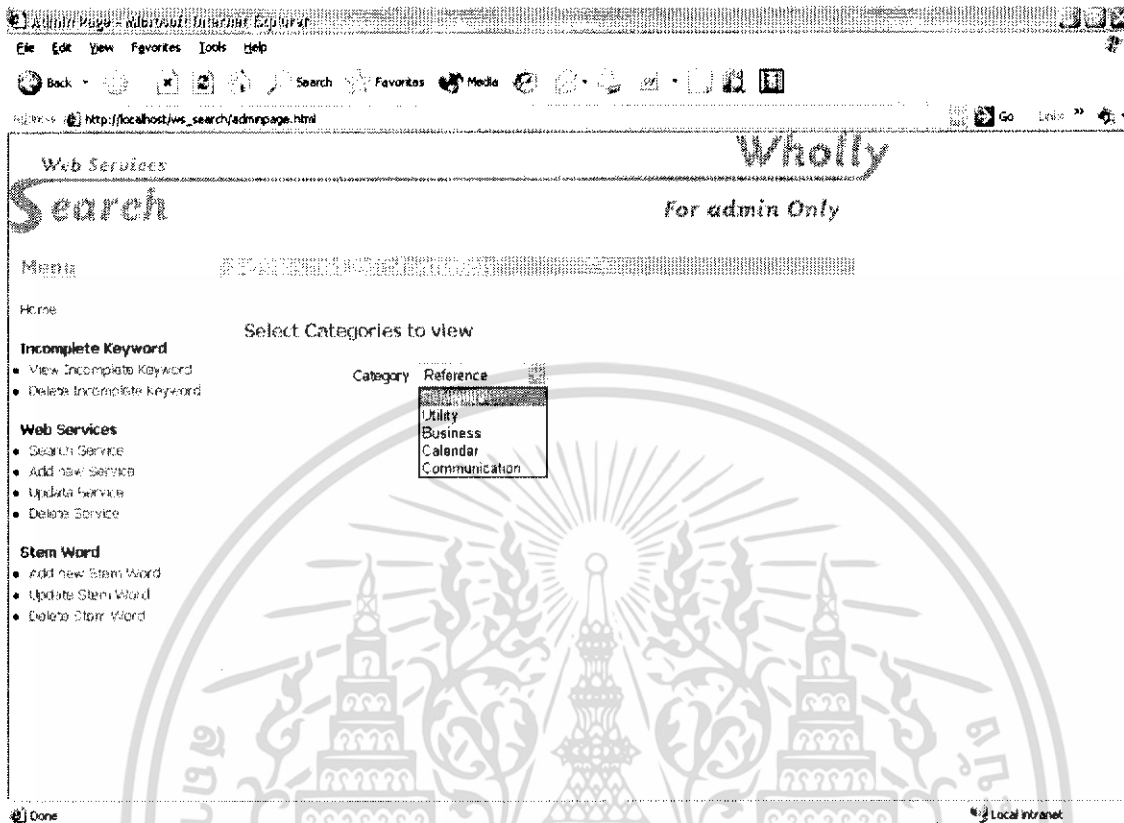 Admin Page - Microsoft Internet Explorer
File Edit View Favorites Tools Help
Back Search Favorites Media
Address http://localhost/ws_search/adminpage.html Go Links »
Web Services
Search
Wholly
For admin Only
Menu
Home
Incomplete Keyword
View Incomplete Keyword
Delete Incomplete Keyword
Web Services
Search Service
Add new Service
Update Service
Delete Service
Stem Word
Add new Stem Word
Update Stem Word
Delete Stem Word
Select Categories to view
Category Reference
Utility
Business
Calendar
Communication
Done
Local intranet